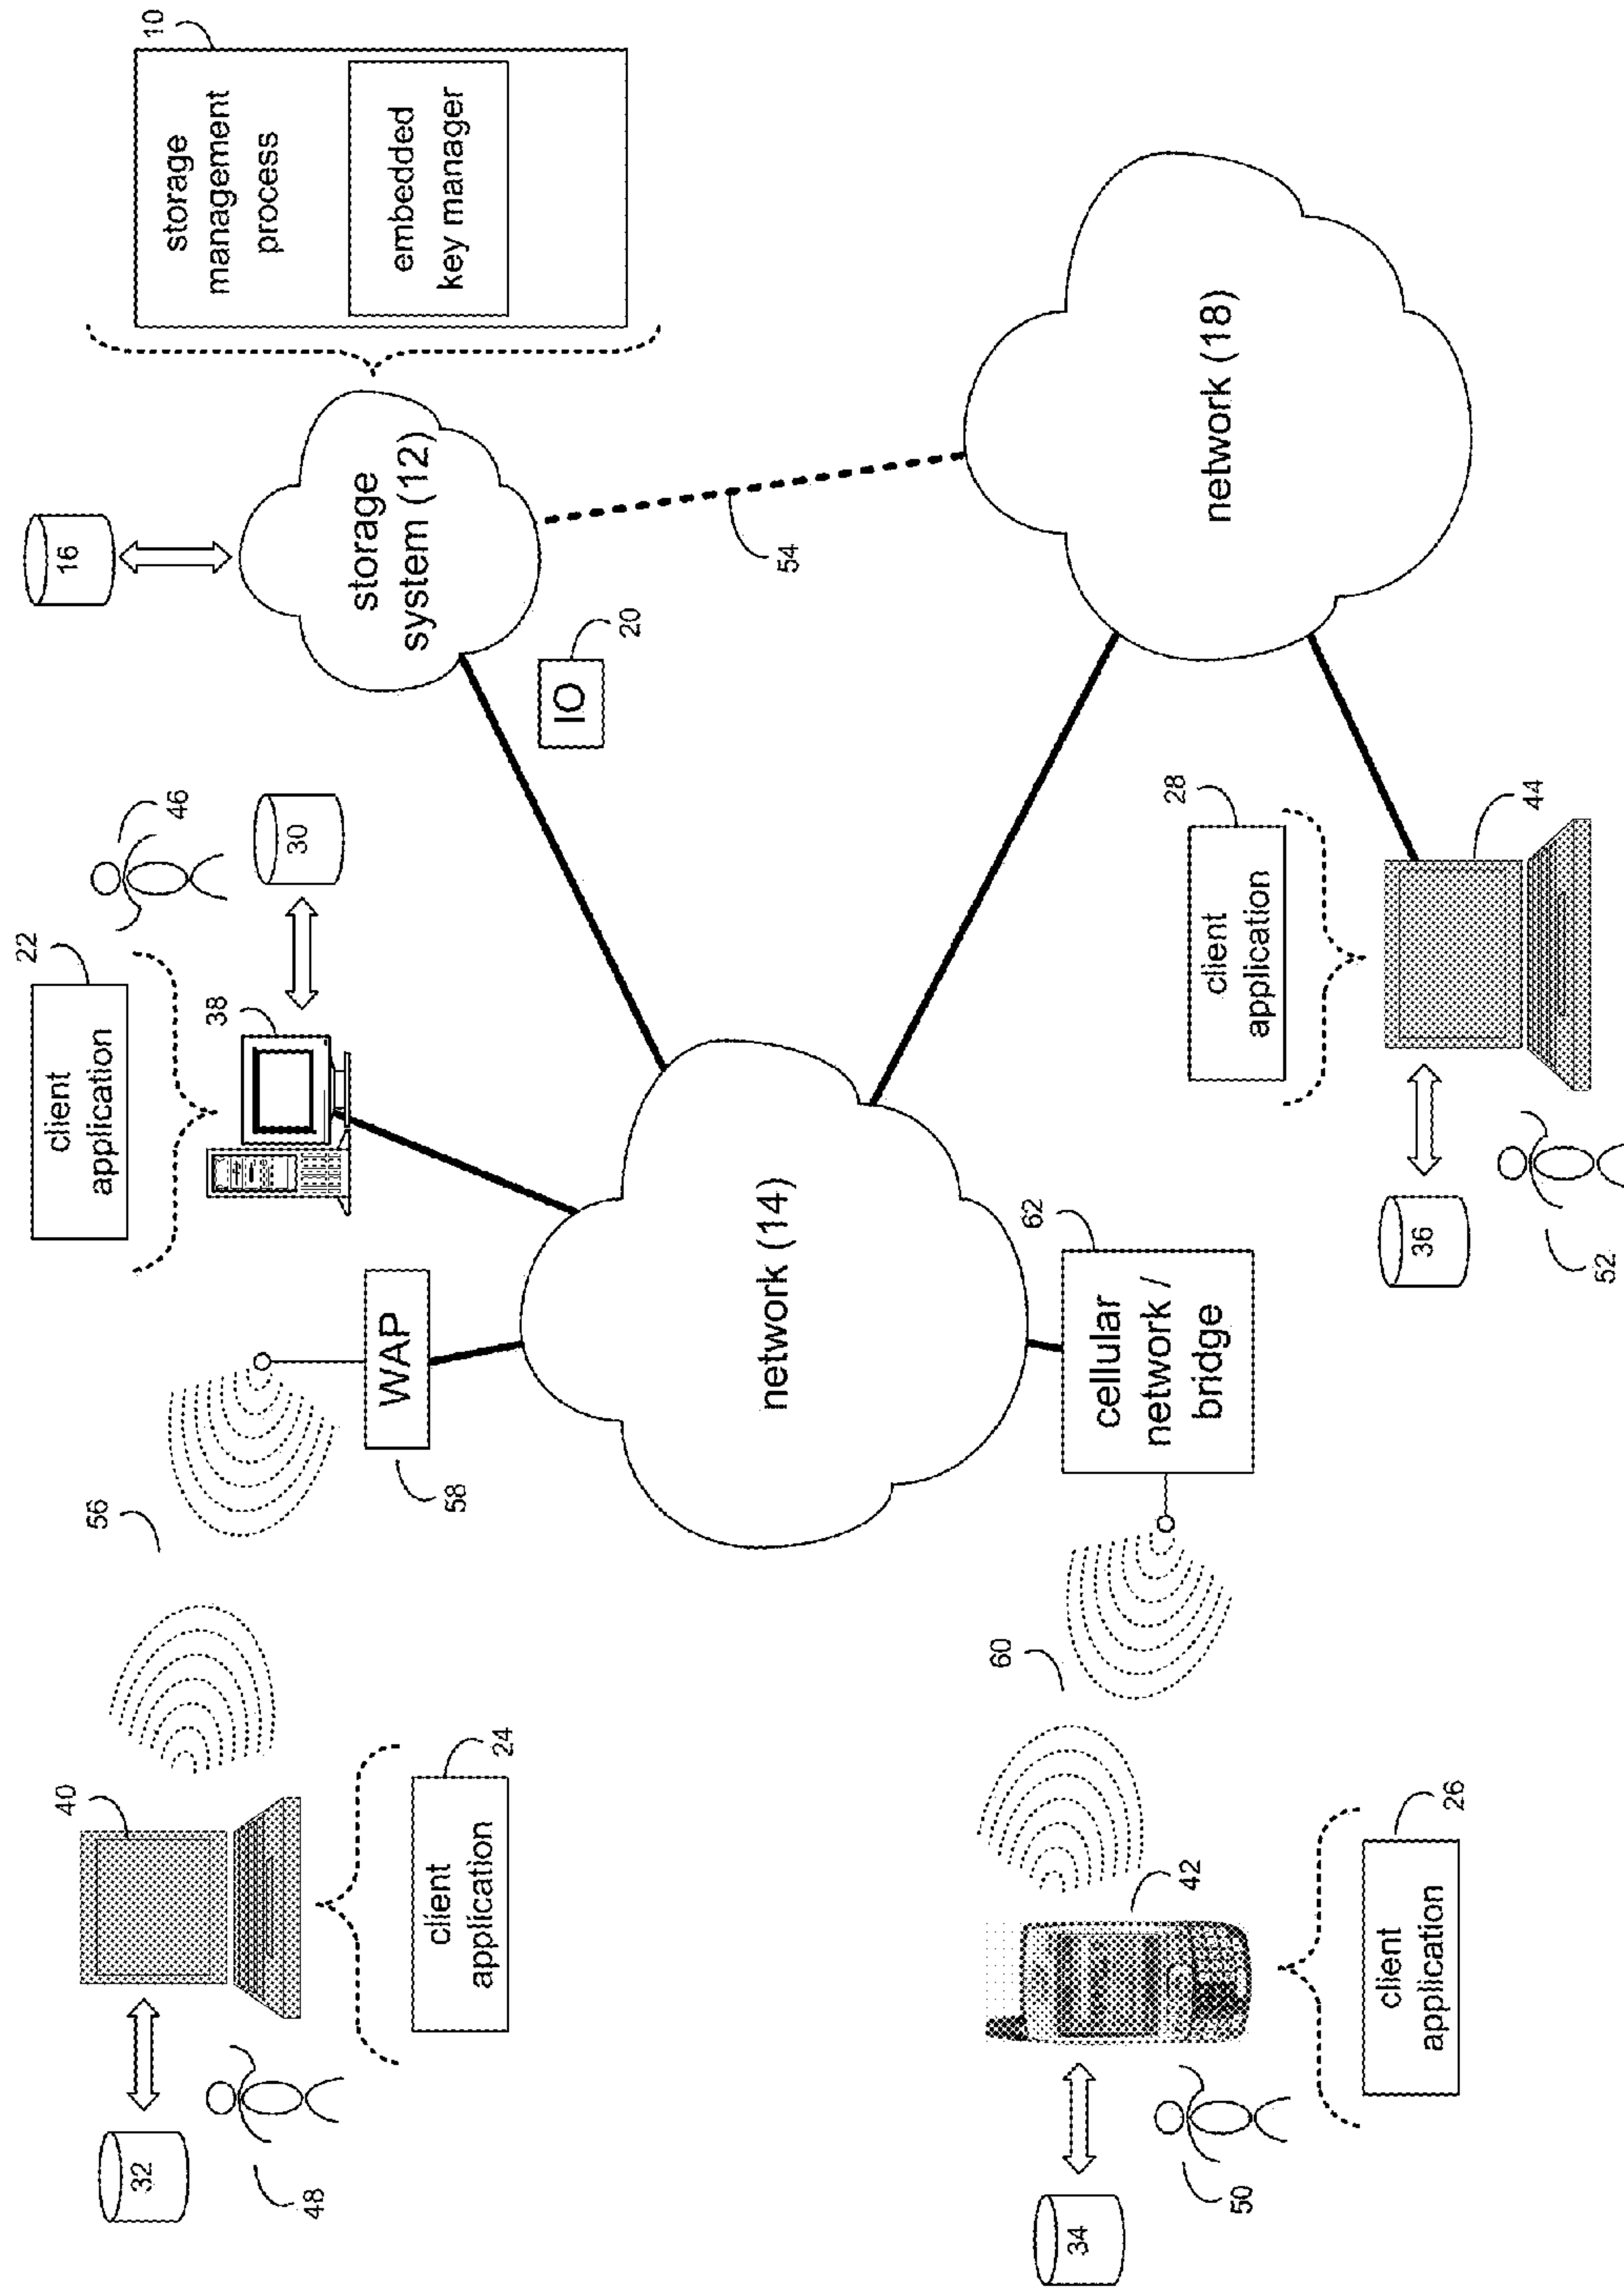 32
48
40
client
application
24
56
WAP
58
client
application
22
38
46
30
16
storage
system (12)
IO
20
storage
management
process
embedded
key manager
10
network (14)
54
network (18)
34
50
42
client
application
26
60
cellular
network /
bridge
62
client
application
28
36
52
44